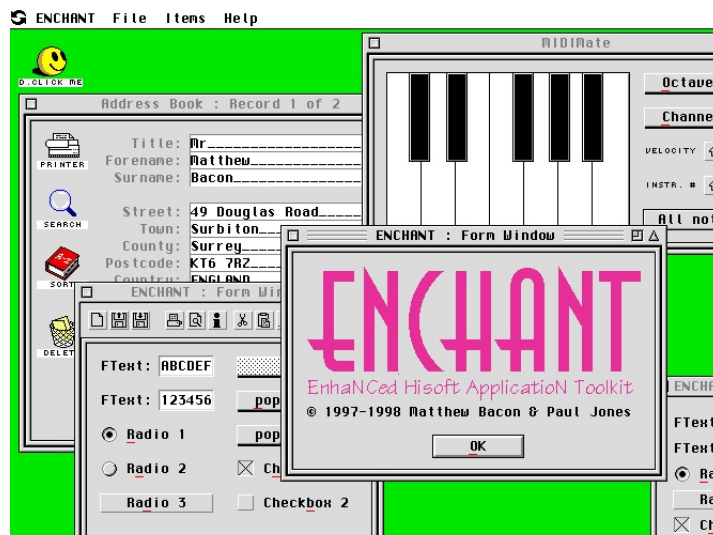 ENCHANT File Items Help
D.CLICK ME
Address Book : Record 1 of 2
PRINTER
SEARCH
SORT
DELET
Title: Mr
Forename: Matthew
Surname: Bacon
Street: 49 Douglas Road
Town: Surbiton
County: Surrey
Postcode: KT6 7RZ
Country: ENGLAND
MIDIMate
Octave
Channe
VELOCITY
INSTR. #
All not
ENCHANT : Form Win
FText: ABCDEF
FText: 123456
pop
Radio 1
pop
Radio 2
Ch
Radio 3
Checkbox 2
ENCHANT : Form Window
ENCHANT
EnhaNCed Hisoft ApplicatioN Toolkit
© 1997-1998 Matthew Bacon & Paul Jones
OK
ENCHA
FText
FText
Ra
Ra
Ch